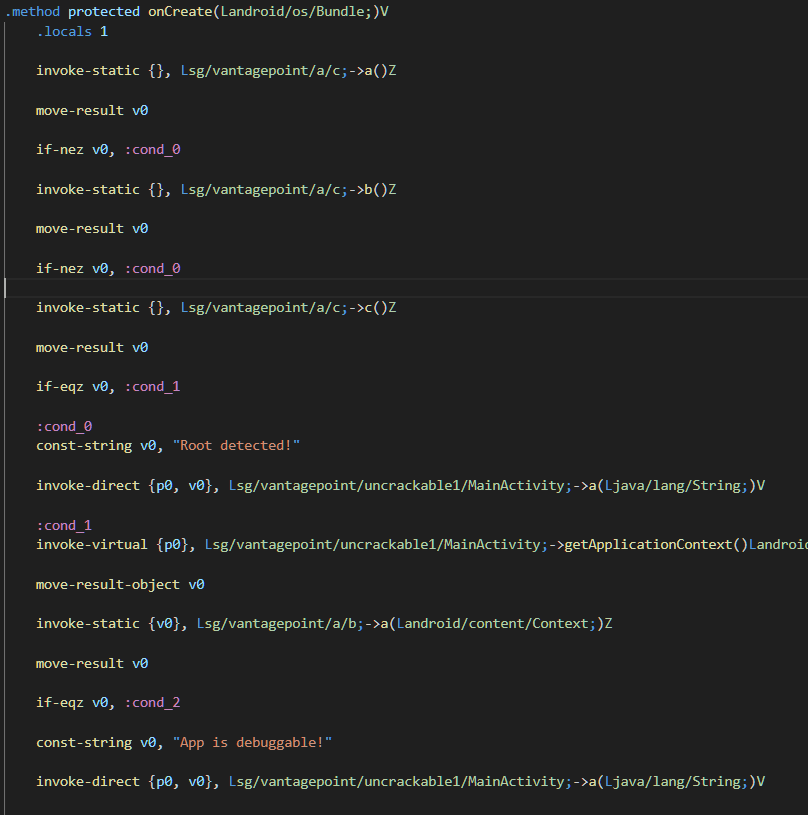 .method protected onCreate(Landroid/os/Bundle;)V
.locals 1
invoke-static {}, Lsg/vantagepoint/a/c;->a()Z
move-result v0
if-nez v0, :cond_0
invoke-static {}, Lsg/vantagepoint/a/c;->b()Z
move-result v0
if-nez v0, :cond_0
invoke-static {}, Lsg/vantagepoint/a/c;->c()Z
move-result v0
if-eqz v0, :cond_1
:cond_0
const-string v0, "Root detected!"
invoke-direct {p0, v0}, Lsg/vantagepoint/uncrackable1/MainActivity;->a(Ljava/lang/String;)V
:cond_1
invoke-virtual {p0}, Lsg/vantagepoint/uncrackable1/MainActivity;->getApplicationContext()Landroid
move-result-object v0
invoke-static {v0}, Lsg/vantagepoint/a/b;->a(Landroid/content/Context;)Z
move-result v0
if-eqz v0, :cond_2
const-string v0, "App is debuggable!"
invoke-direct {p0, v0}, Lsg/vantagepoint/uncrackable1/MainActivity;->a(Ljava/lang/String;)V